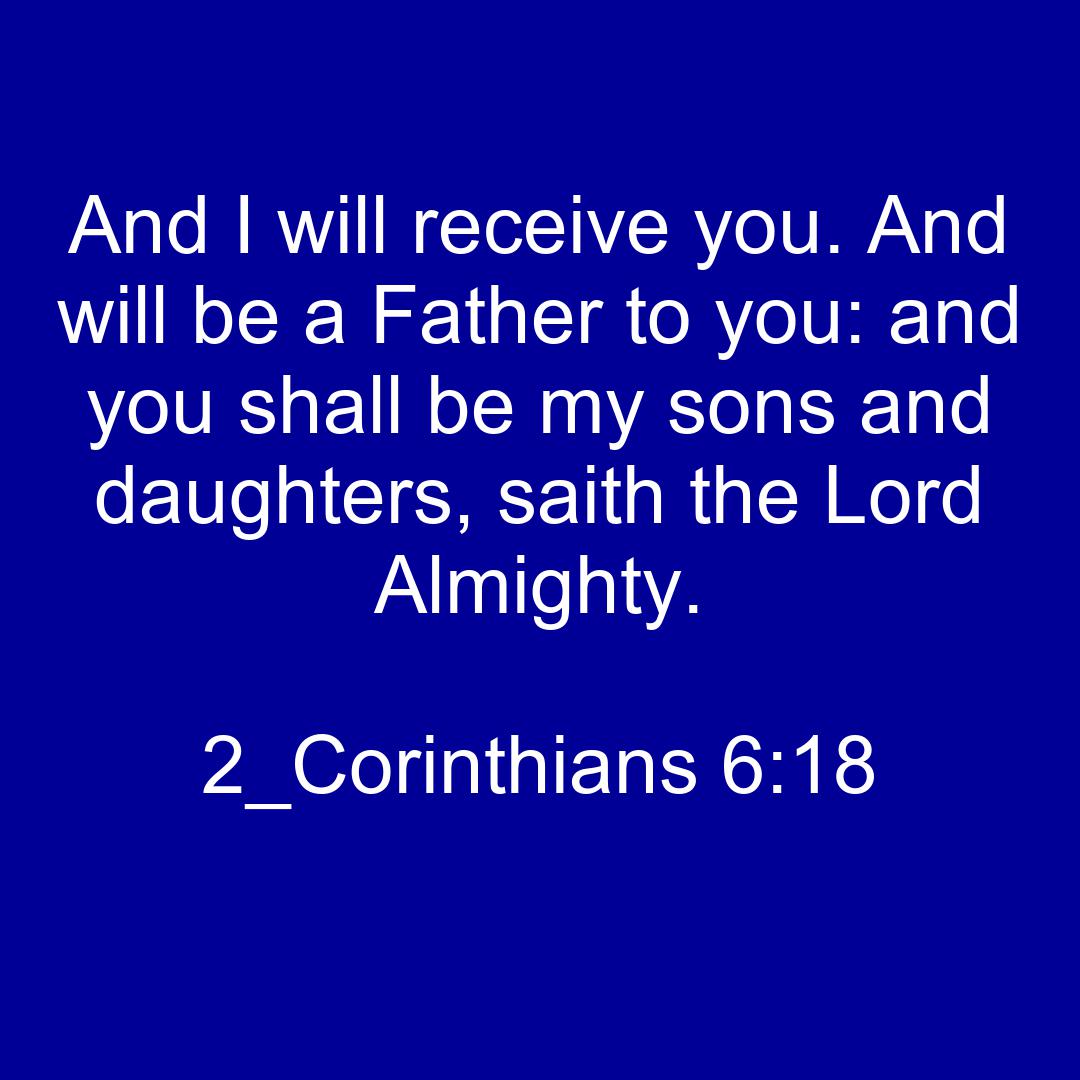 And I will receive you. And
will be a Father to you: and
you shall be my sons and
daughters, saith the Lord
Almighty.
2_Corinthians 6:18